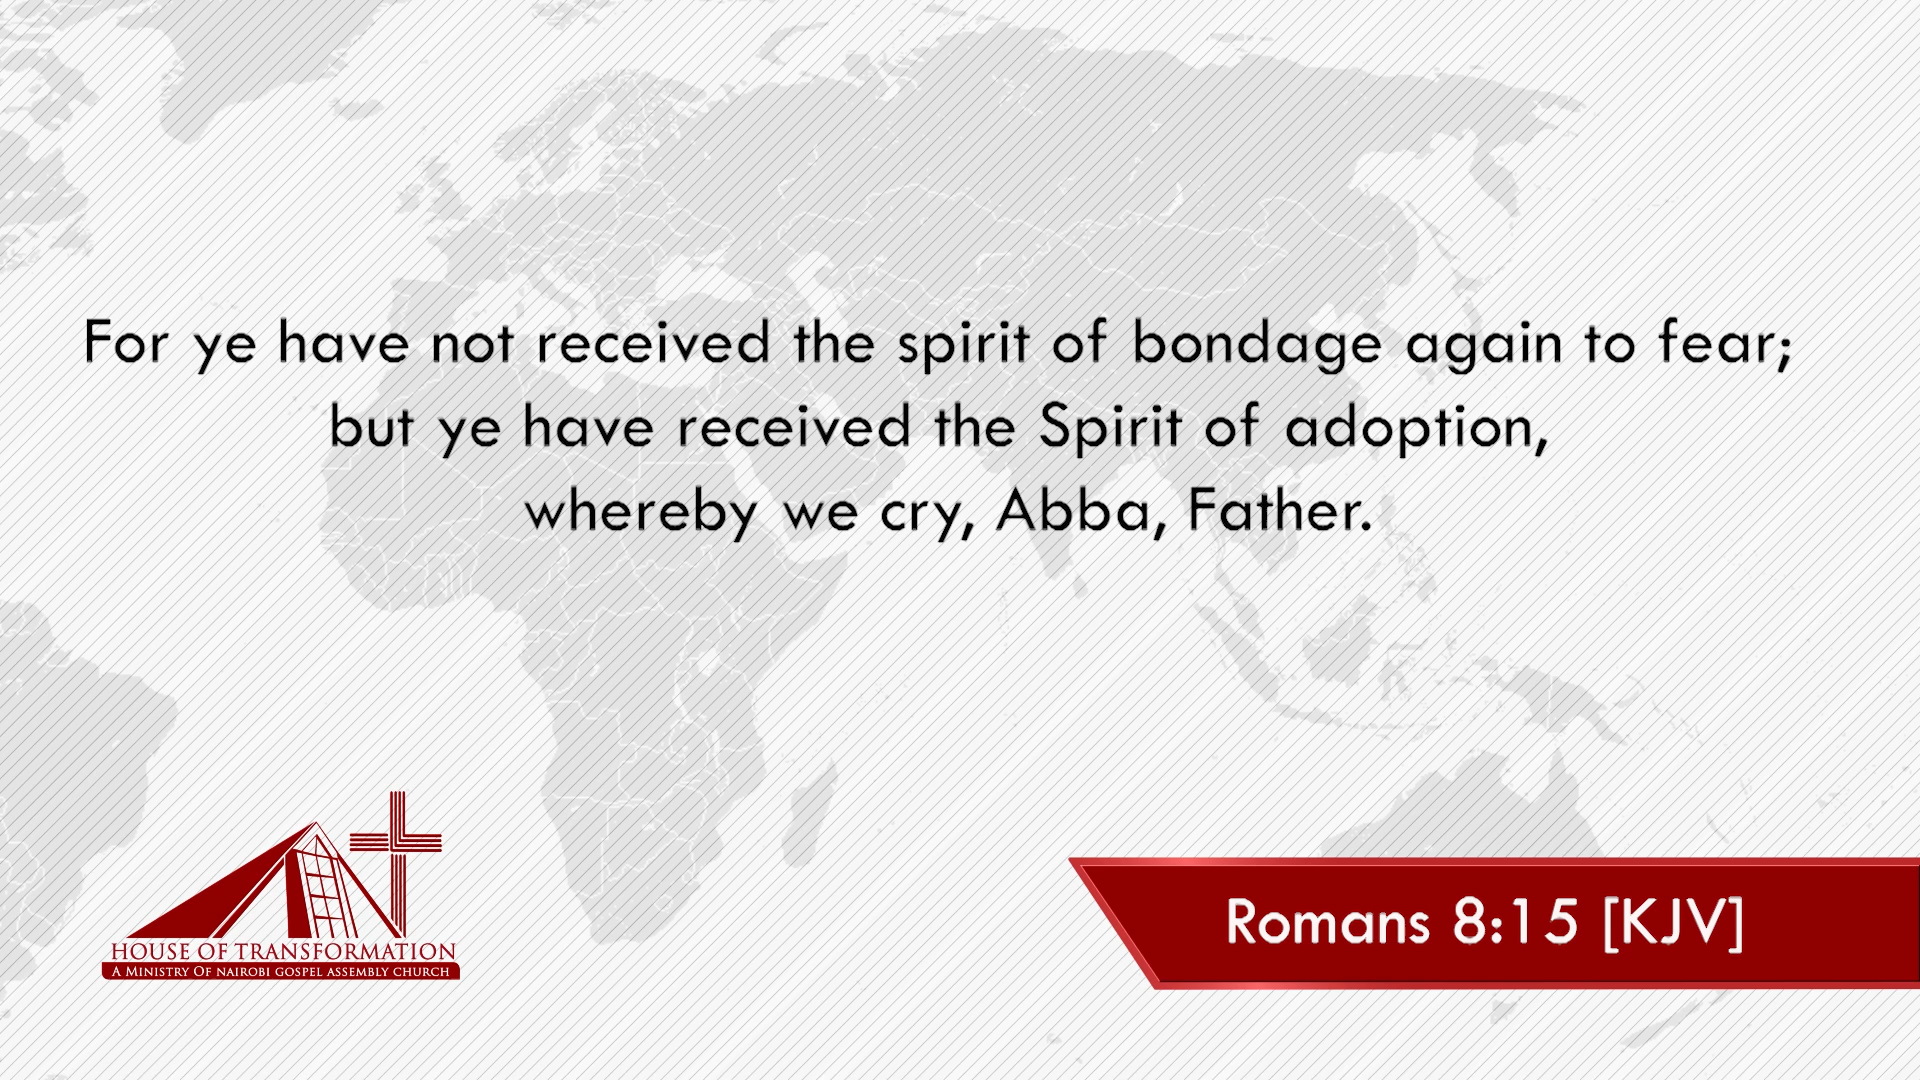 For ye have not received the spirit of bondage again to fear;
but ye have received the Spirit of adoption,
whereby we cry, Abba, Father.
HOUSE OF TRANSFORMATION
A MINISTRY OF NAIROBI GOSPEL ASSEMBLY CHURCH
Romans 8:15 [KJV]